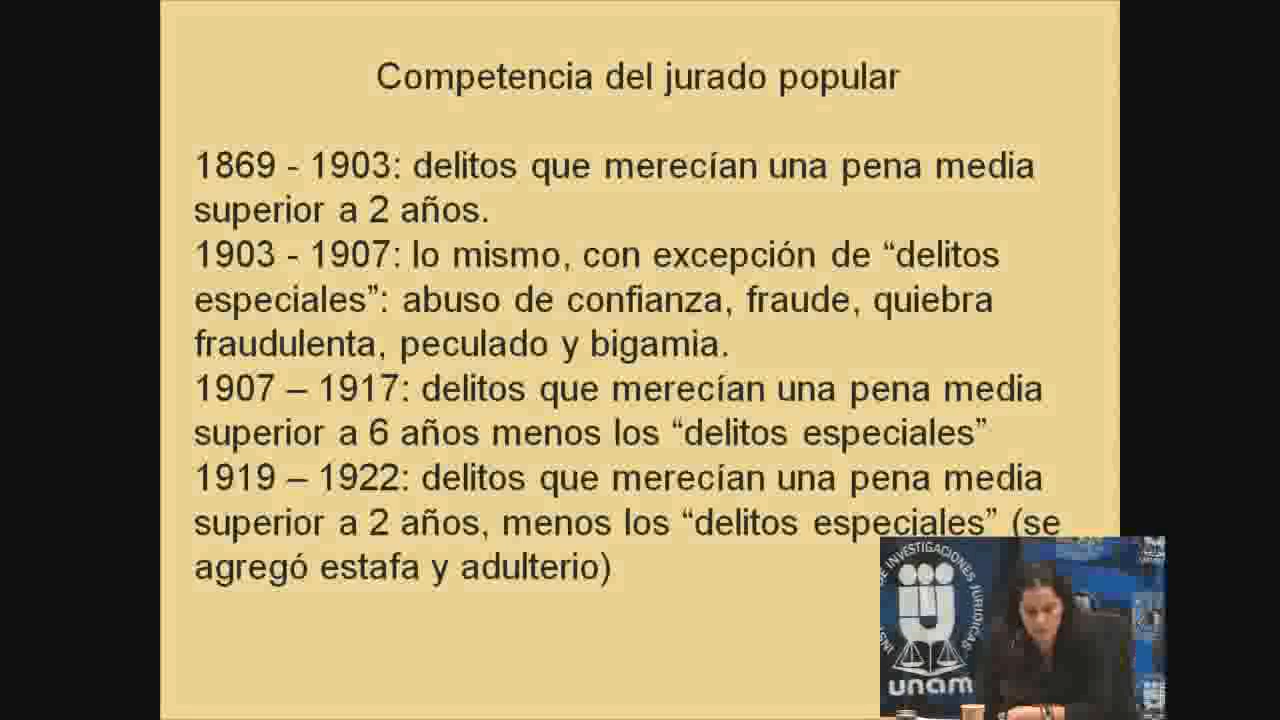 Competencia del jurado popular
1869 - 1903: delitos que merecían una pena media
superior a 2 años.
1903 - 1907: lo mismo, con excepción de “delitos
especiales”: abuso de confianza, fraude, quiebra
fraudulenta, peculado y bigamia.
1907 – 1917: delitos que merecían una pena media
superior a 6 años menos los “delitos especiales”
1919 – 1922: delitos que merecían una pena media
superior a 2 años, menos los “delitos especiales” (se
agregó estafa y adulterio)
DE INVESTIGACIONES JURÍDICAS
unam